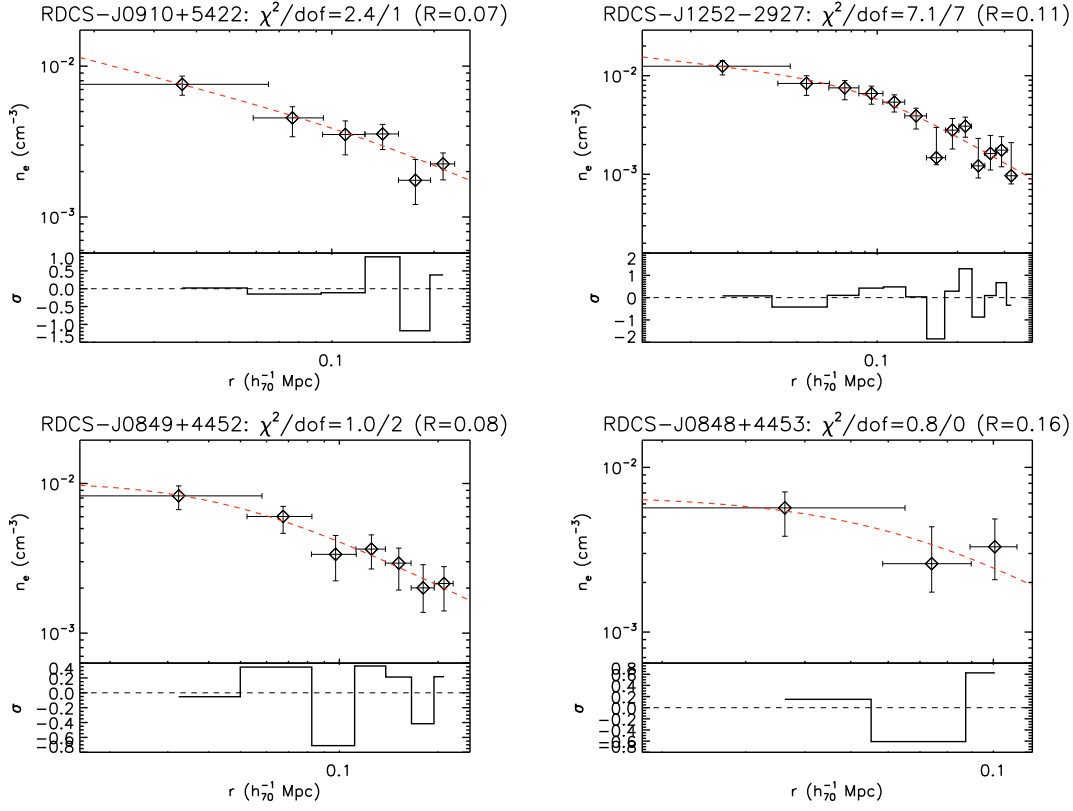 RDCS−J0910+5422: χ²/dof=2.4/1 (R=0.07)
10⁻²
10⁻³
nₑ (cm⁻³)
1.0
0.5
0.0
−0.5
−1.0
−1.5
σ
0.1
r (h₇₀⁻¹ Mpc)
RDCS−J1252−2927: χ²/dof=7.1/7 (R=0.11)
10⁻²
10⁻³
nₑ (cm⁻³)
2
1
0
−1
−2
σ
0.1
r (h₇₀⁻¹ Mpc)
RDCS−J0849+4452: χ²/dof=1.0/2 (R=0.08)
10⁻²
10⁻³
nₑ (cm⁻³)
0.4
0.2
0.0
−0.2
−0.4
−0.6
−0.8
σ
0.1
r (h₇₀⁻¹ Mpc)
RDCS−J0848+4453: χ²/dof=0.8/0 (R=0.16)
10⁻²
10⁻³
nₑ (cm⁻³)
0.8
0.6
0.4
0.2
0.0
−0.2
−0.4
−0.6
−0.8
σ
0.1
r (h₇₀⁻¹ Mpc)